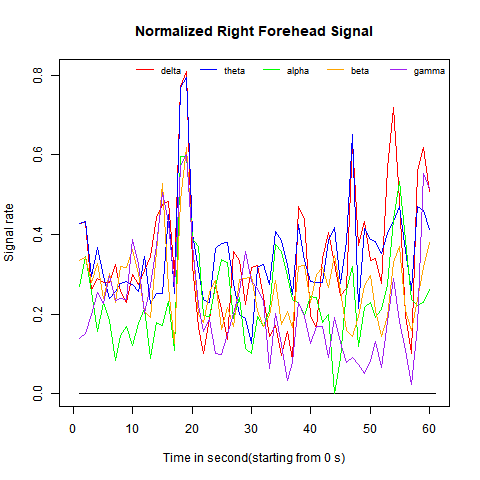 Normalized Right Forehead Signal
delta theta alpha beta gamma
Signal rate
0.8
0.6
0.4
0.2
0.0
0 10 20 30 40 50 60
Time in second(starting from 0 s)